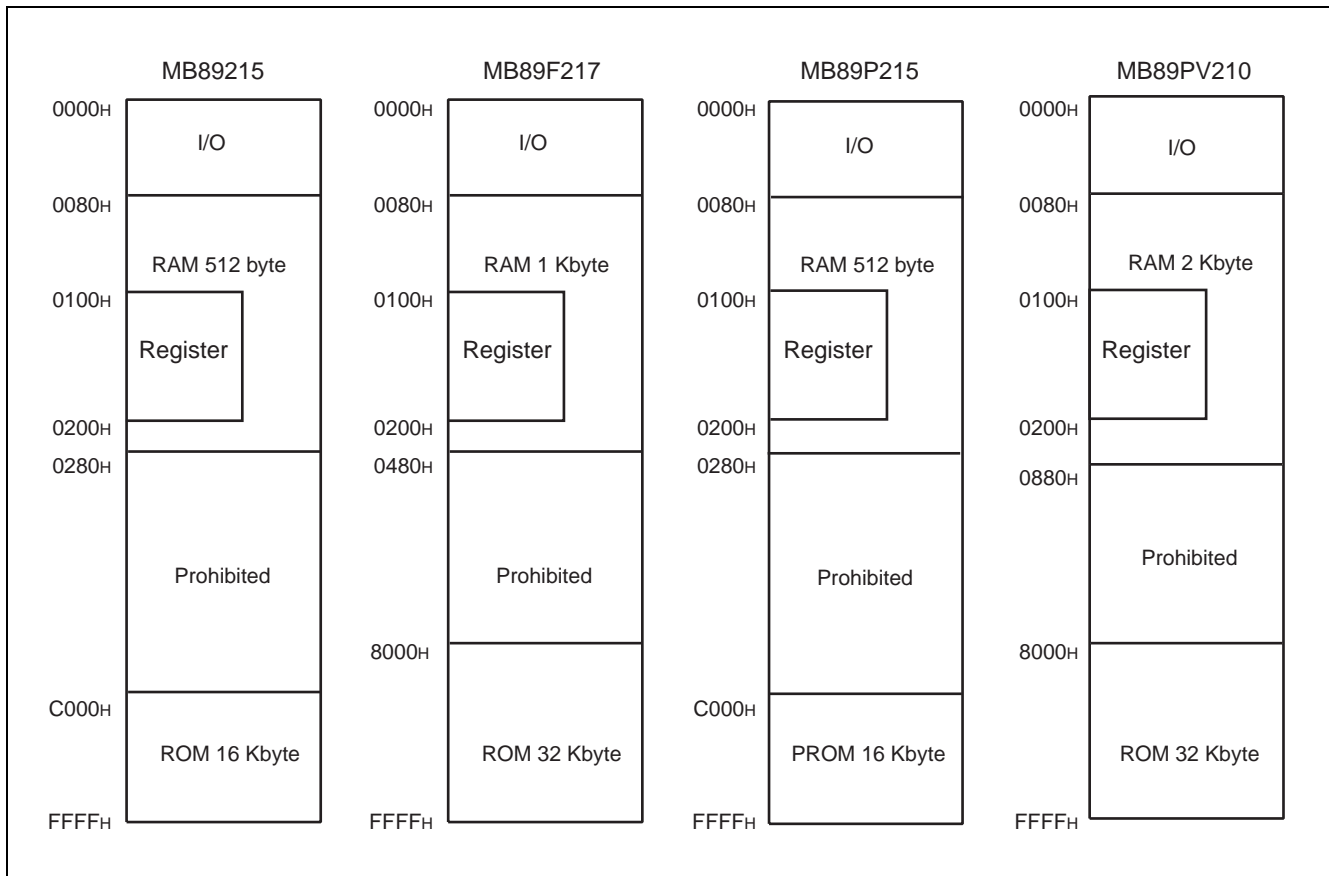 MB89215
0000H
I/O
0080H
RAM 512 byte
0100H
Register
0200H
0280H
Prohibited
C000H
ROM 16 Kbyte
FFFFH
MB89F217
0000H
I/O
0080H
RAM 1 Kbyte
0100H
Register
0200H
0480H
Prohibited
8000H
ROM 32 Kbyte
FFFFH
MB89P215
0000H
I/O
0080H
RAM 512 byte
0100H
Register
0200H
0280H
Prohibited
C000H
PROM 16 Kbyte
FFFFH
MB89PV210
0000H
I/O
0080H
RAM 2 Kbyte
0100H
Register
0200H
0880H
Prohibited
8000H
ROM 32 Kbyte
FFFFH